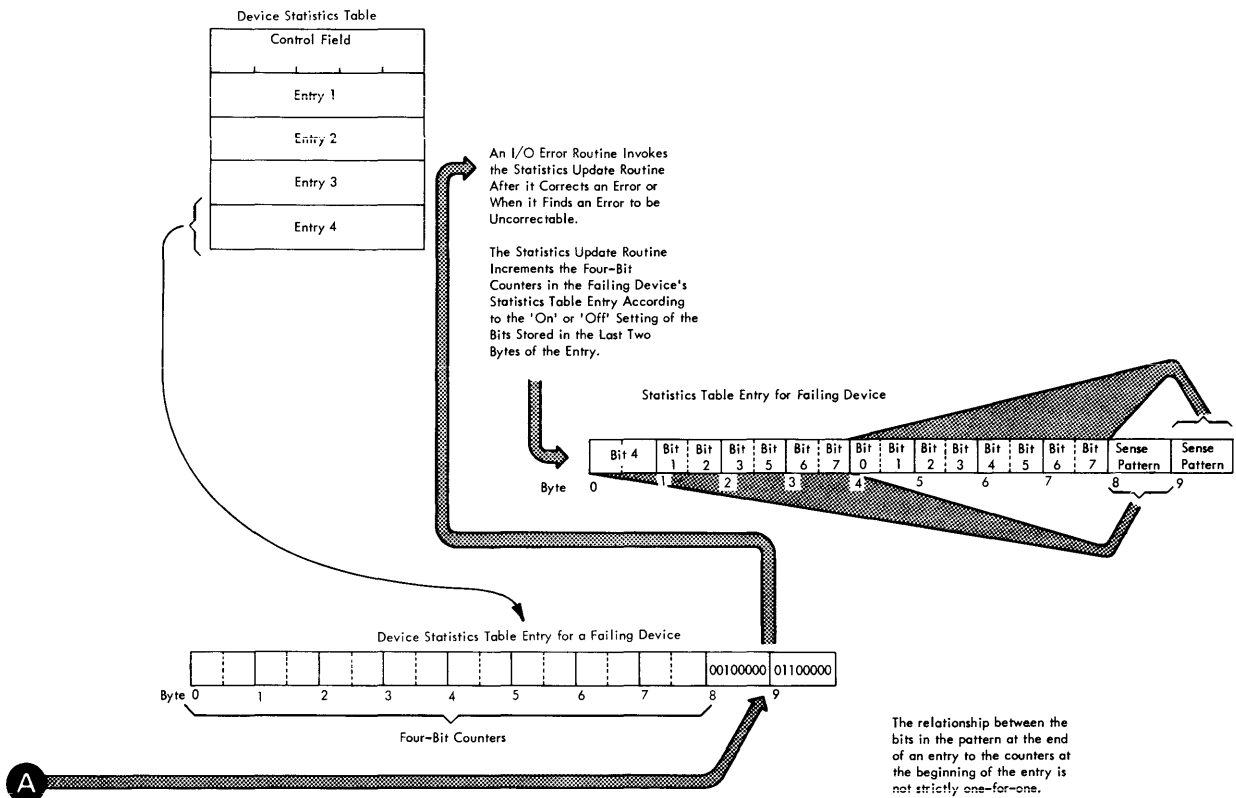 Device Statistics Table
Control Field
Entry 1
Entry 2
Entry 3
Entry 4
An I/O Error Routine Invokes
the Statistics Update Routine
After it Corrects an Error or
When it Finds an Error to be
Uncorrectable.
The Statistics Update Routine
Increments the Four-Bit
Counters in the Failing Device's
Statistics Table Entry According
to the 'On' or 'Off' Setting of the
Bits Stored in the Last Two
Bytes of the Entry.
Statistics Table Entry for Failing Device
Bit 4 Bit 1 Bit 2 Bit 3 Bit 5 Bit 6 Bit 7 Bit 0 Bit 1 Bit 2 Bit 3 Bit 4 Bit 5 Bit 6 Bit 7 Sense Pattern Sense Pattern
Byte 0 1 2 3 4 5 6 7 8 9
Device Statistics Table Entry for a Failing Device
00100000 01100000
Byte 0 1 2 3 4 5 6 7 8 9
Four-Bit Counters
The relationship between the
bits in the pattern at the end
of an entry to the counters at
the beginning of the entry is
not strictly one-for-one.
A